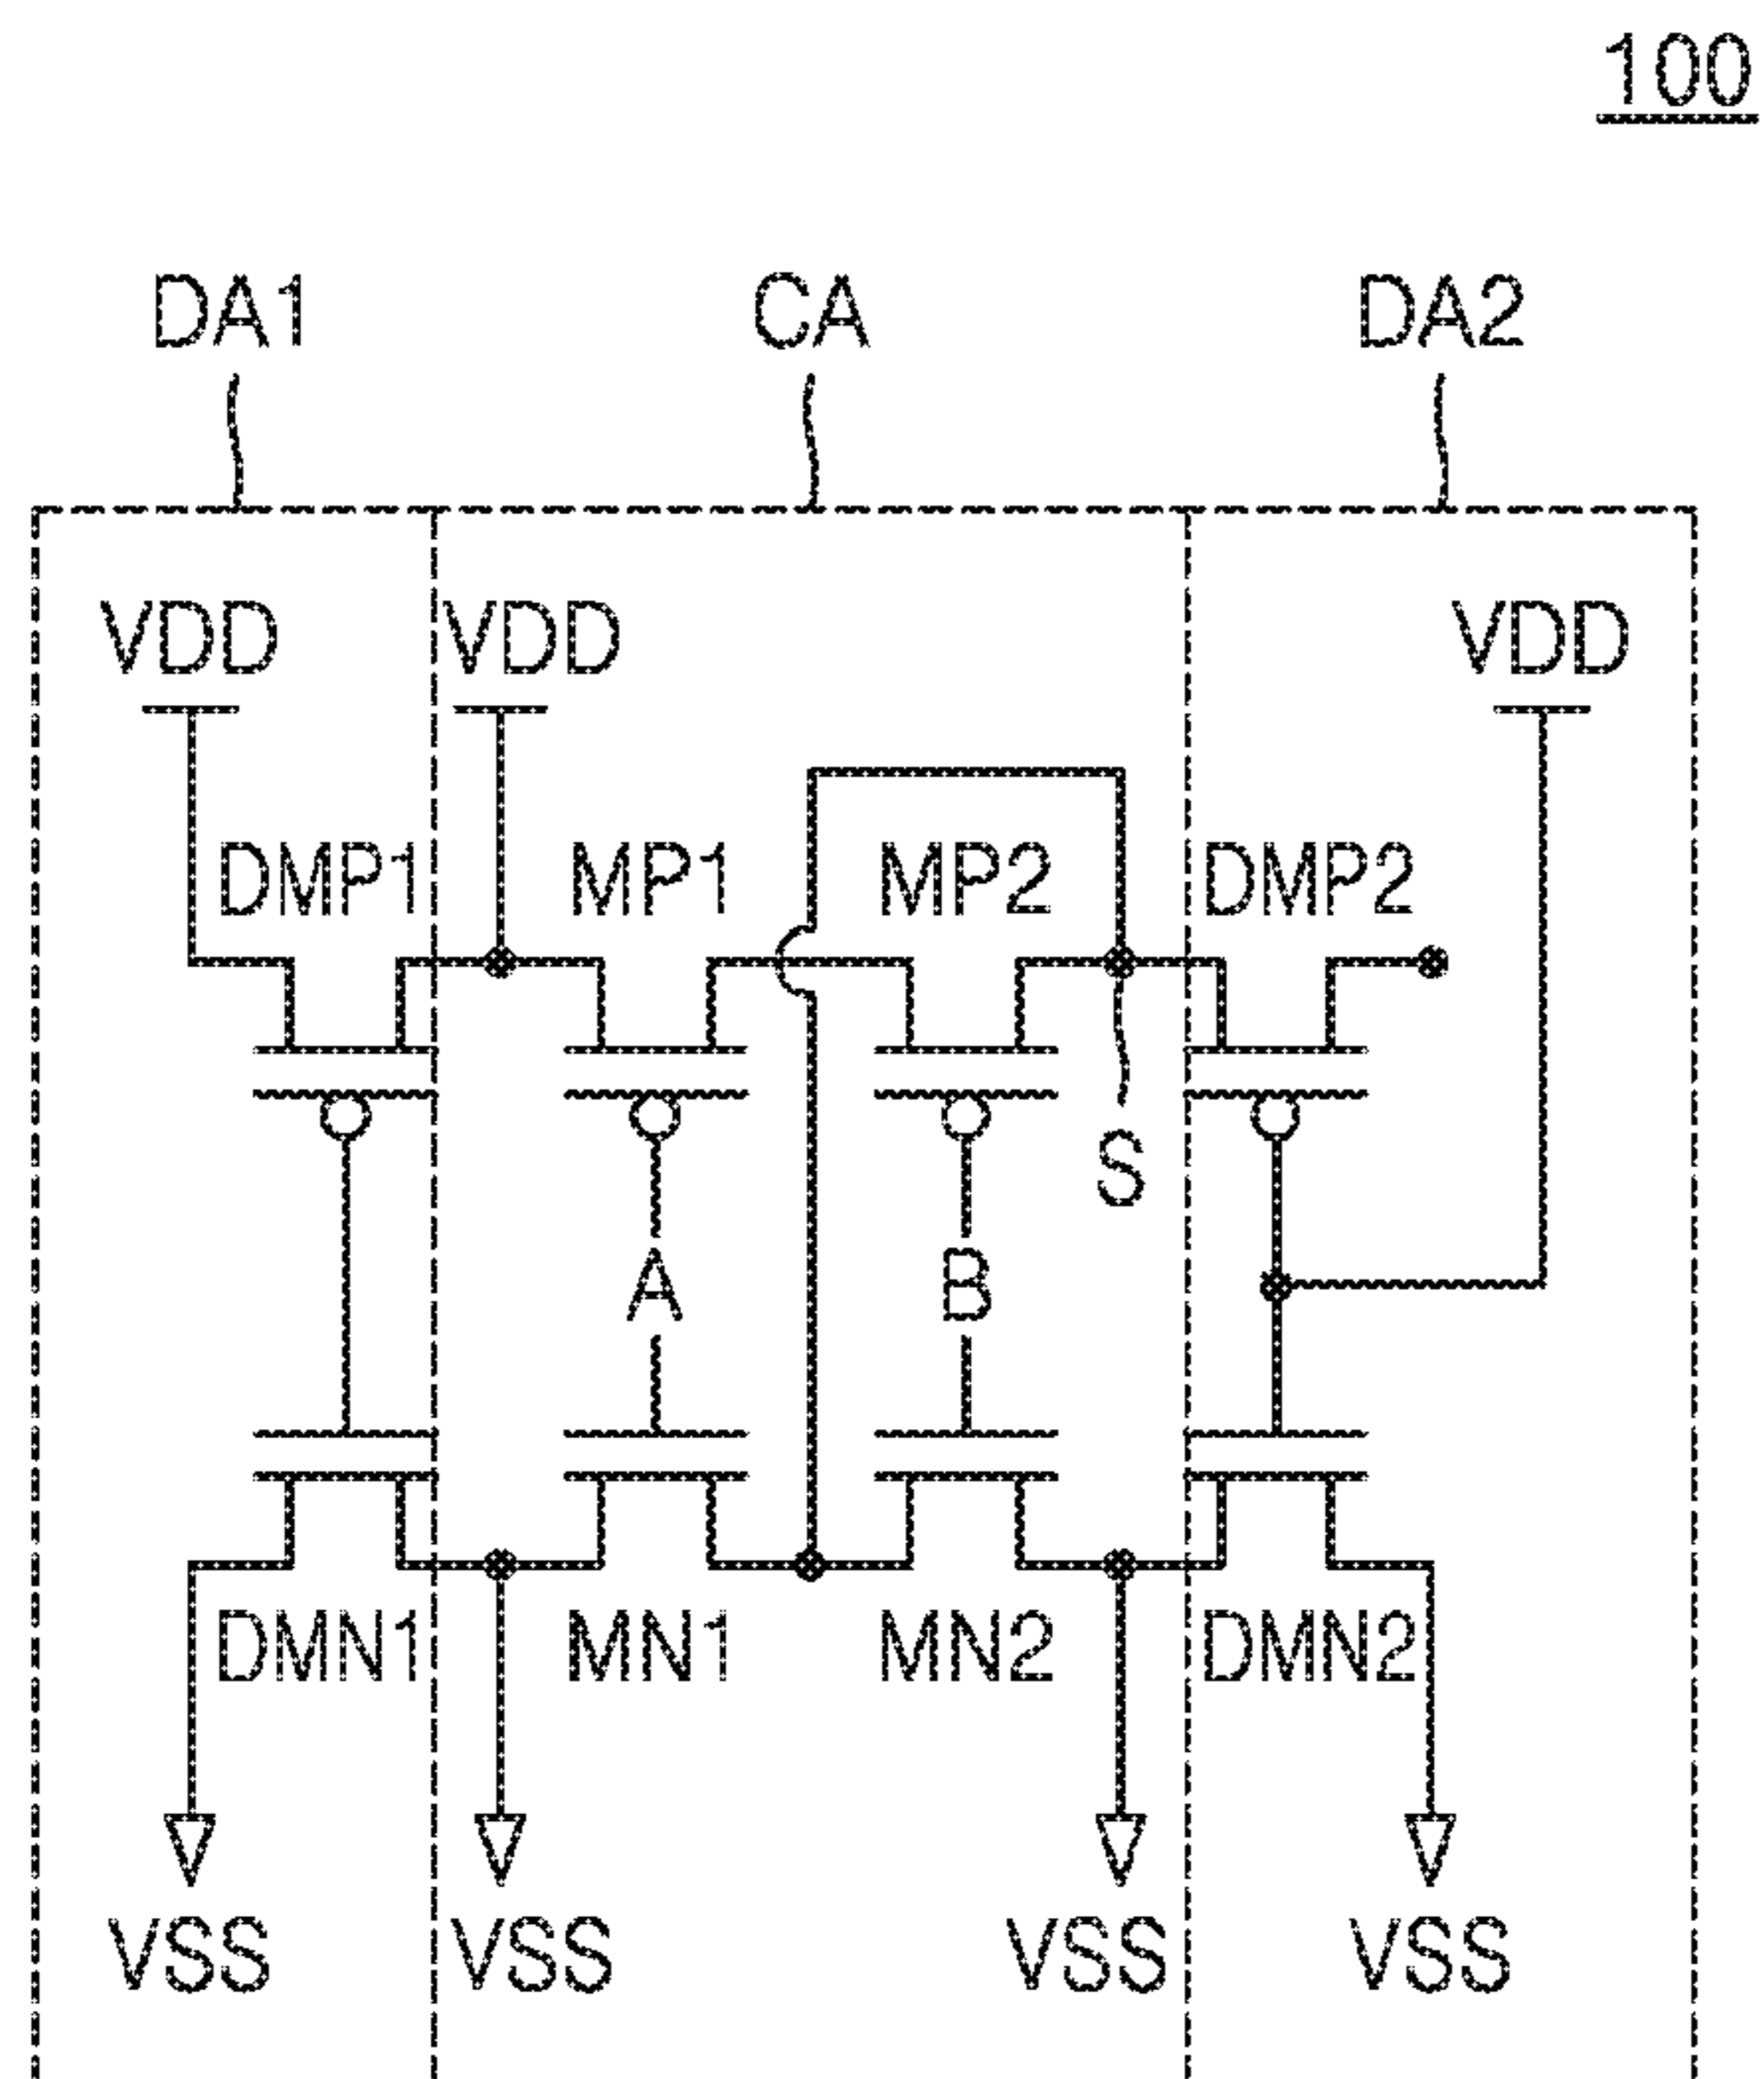 100
DA1 CA DA2
VDD VDD VDD
DMP1 MP1 MP2 DMP2
S
A B
DMN1 MN1 MN2 DMN2
VSS VSS VSS VSS